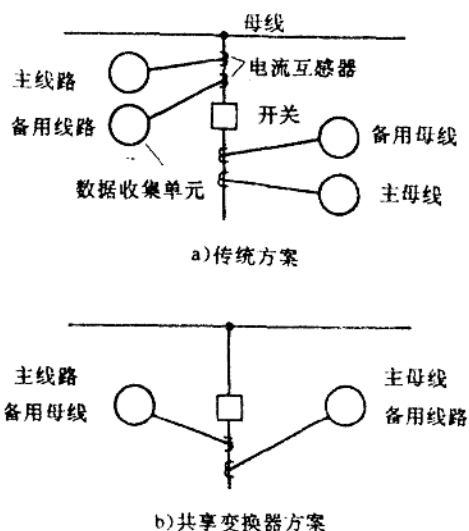 母线
主线路
电流互感器
备用线路
开关
备用母线
数据收集单元
主母线
a)传统方案
主线路
备用母线
主母线
备用线路
b)共享变换器方案